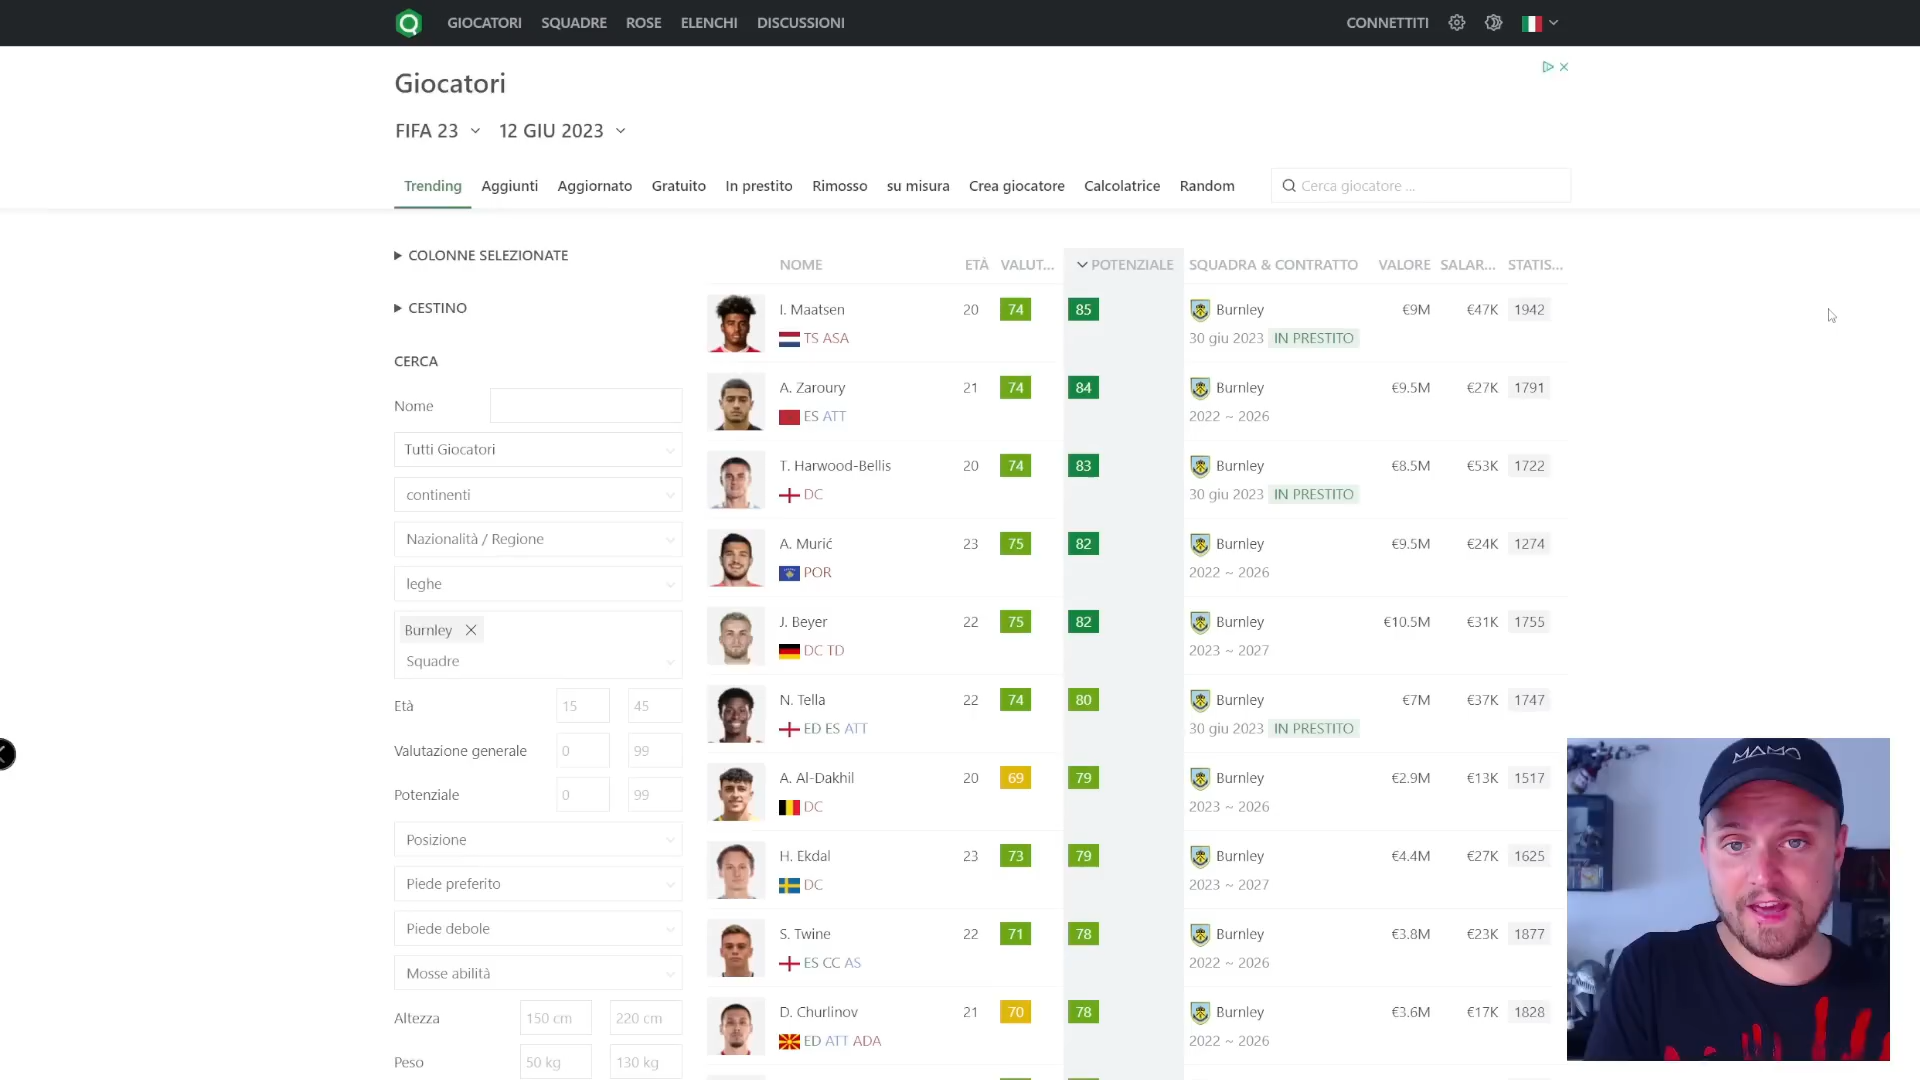 GIOCATORI SQUADRE ROSE ELENCHI DISCUSSIONI CONNETTITI
Giocatori
FIFA 23 12 GIU 2023
Trending Aggiunti Aggiornato Gratuito In prestito Rimosso su misura Crea giocatore Calcolatrice Random Cerca giocatore ...
COLONNE SELEZIONATE
CESTINO
CERCA
Nome
Tutti Giocatori
continenti
Nazionalità / Regione
leghe
Burnley
Squadre
Età 15 45
Valutazione generale 0 99
Potenziale 0 99
Posizione
Piede preferito
Piede debole
Mosse abilità
Altezza 150 cm 220 cm
Peso 50 kg 130 kg
NOME ETÀ VALUT... POTENZIALE SQUADRA & CONTRATTO VALORE SALAR... STATIS...
I. Maatsen 20 74 85 Burnley €9M €47K 1942
TS ASA 30 giu 2023 IN PRESTITO
A. Zaroury 21 74 84 Burnley €9.5M €27K 1791
ES ATT 2022 ~ 2026
T. Harwood-Bellis 20 74 83 Burnley €8.5M €53K 1722
DC 30 giu 2023 IN PRESTITO
A. Murić 23 75 82 Burnley €9.5M €24K 1274
POR 2022 ~ 2026
J. Beyer 22 75 82 Burnley €10.5M €31K 1755
DC TD 2023 ~ 2027
N. Tella 22 74 80 Burnley €7M €37K 1747
ED ES ATT 30 giu 2023 IN PRESTITO
A. Al-Dakhil 20 69 79 Burnley €2.9M €13K 1517
DC 2023 ~ 2026
H. Ekdal 23 73 79 Burnley €4.4M €27K 1625
DC 2023 ~ 2027
S. Twine 22 71 78 Burnley €3.8M €23K 1877
ES CC AS 2022 ~ 2026
D. Churlinov 21 70 78 Burnley €3.6M €17K 1828
ED ATT ADA 2022 ~ 2026
MAMO